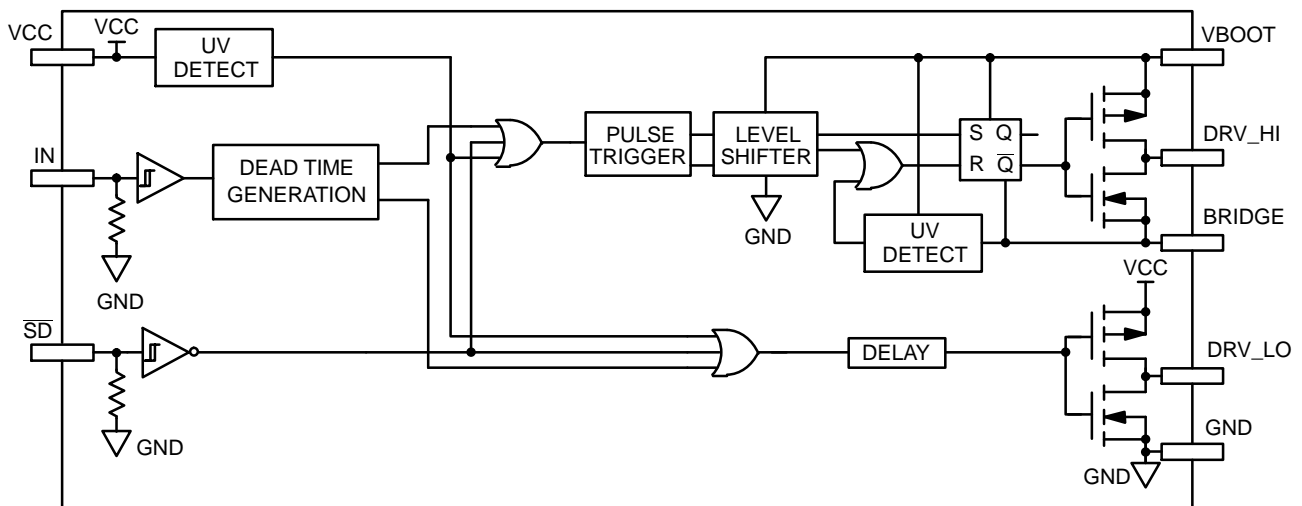 VCC
VCC
UV
DETECT
VBOOT
IN
DEAD TIME
GENERATION
PULSE
TRIGGER
LEVEL
SHIFTER
S Q
R Q̅
DRV_HI
GND
GND
UV
DETECT
BRIDGE
VCC
S̅D̅
GND
DELAY
DRV_LO
GND
GND